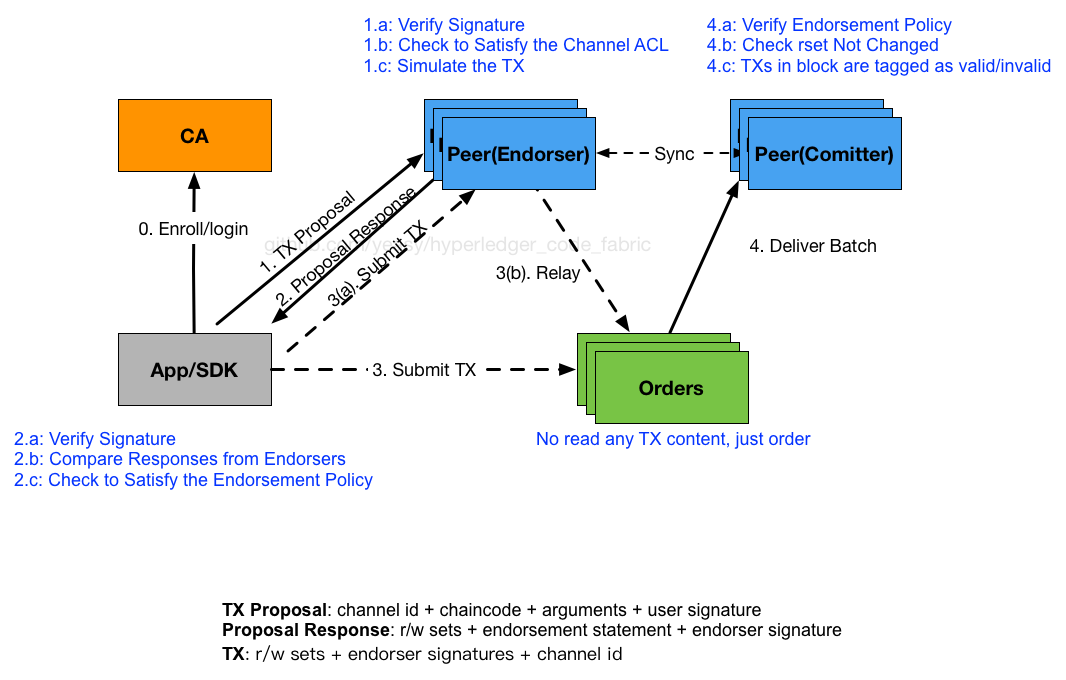 1.a: Verify Signature
1.b: Check to Satisfy the Channel ACL
1.c: Simulate the TX
4.a: Verify Endorsement Policy
4.b: Check rset Not Changed
4.c: TXs in block are tagged as valid/invalid
CA
Peer(Endorser)
Sync
Peer(Comitter)
0. Enroll/login
1. TX Proposal
2. Proposal Response
3(a). Submit TX
hyperledger_code_fabric
3(b). Relay
4. Deliver Batch
App/SDK
3. Submit TX
Orders
2.a: Verify Signature
2.b: Compare Responses from Endorsers
2.c: Check to Satisfy the Endorsement Policy
No read any TX content, just order
TX Proposal: channel id + chaincode + arguments + user signature
Proposal Response: r/w sets + endorsement statement + endorser signature
TX: r/w sets + endorser signatures + channel id